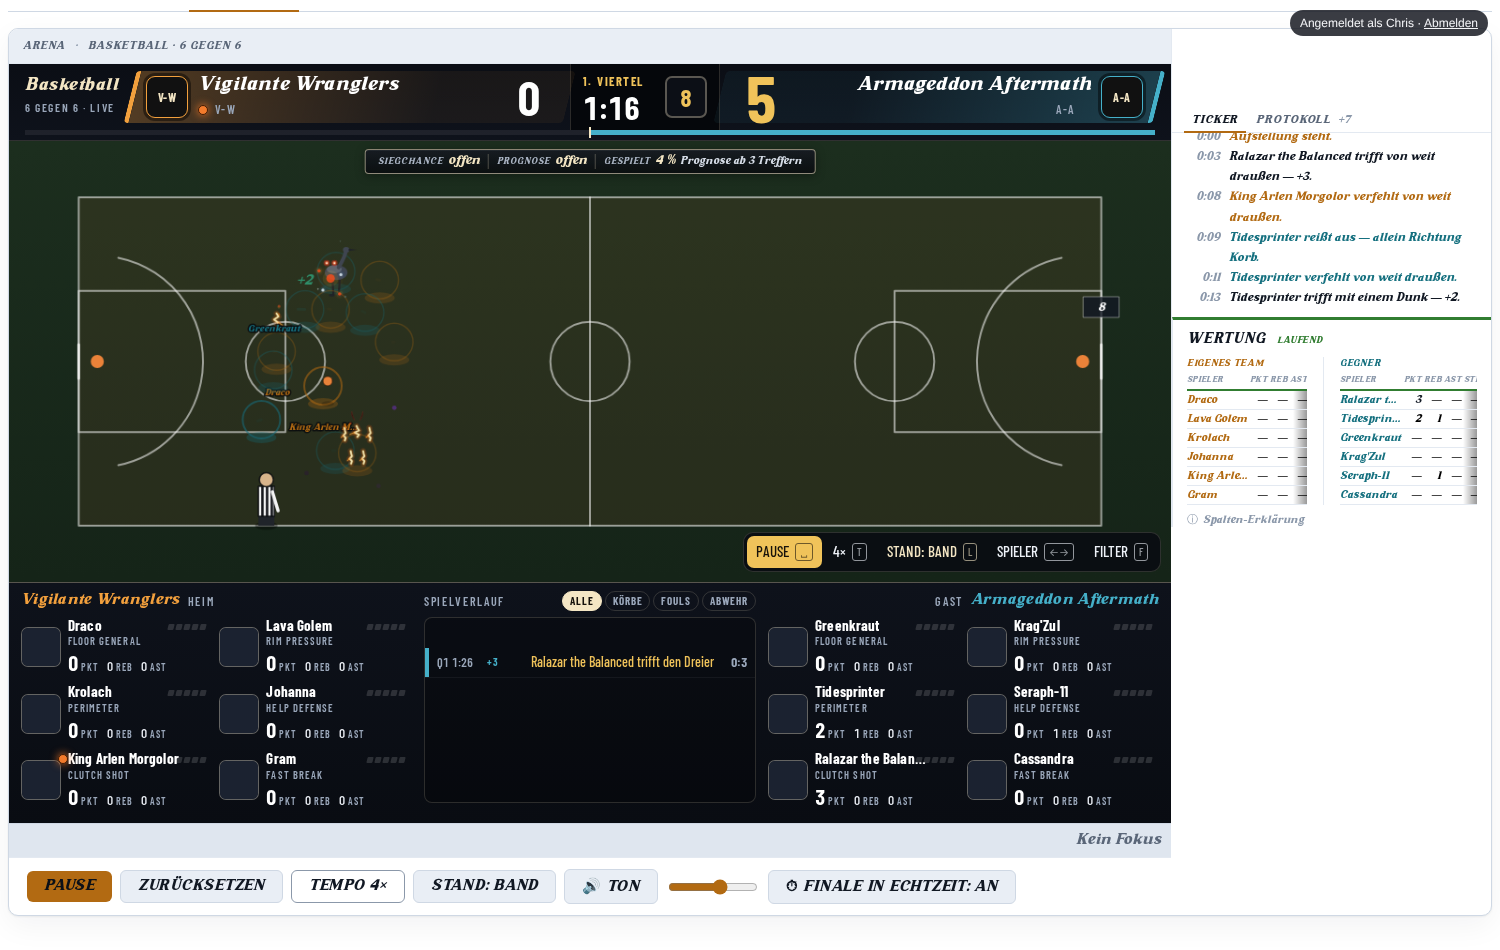 Angemeldet als Chris · Abmelden
ARENA · BASKETBALL · 6 GEGEN 6
Basketball
6 GEGEN 6 · LIVE
V-W
Vigilante Wranglers
V-W
0
1. VIERTEL
1:16
8
5
Armageddon Aftermath
A-A
A-A
SIEGCHANCE offen PROGNOSE offen GESPIELT 4 % Prognose ab 3 Treffern
+2
Greenkraut
Draco
King Arlen M.
8
PAUSE ␣ 4× T STAND: BAND L SPIELER ←→ FILTER F
TICKER PROTOKOLL +7
0:00 Aufstellung steht.
0:03 Ralazar the Balanced trifft von weit
draußen — +3.
0:08 King Arlen Morgolor verfehlt von weit
draußen.
0:09 Tidesprinter reißt aus — allein Richtung
Korb.
0:11 Tidesprinter verfehlt von weit draußen.
0:13 Tidesprinter trifft mit einem Dunk — +2.
WERTUNG LAUFEND
EIGENES TEAM
SPIELER PKT REB AST
Draco — — —
Lava Golem — — —
Krolach — — —
Johanna — — —
King Arle... — — —
Gram — — —
GEGNER
SPIELER PKT REB AST
Ralazar t... 3 — — —
Tidesprin... 2 1 — —
Greenkraut — — — —
Krag'Zul — — — —
Seraph-11 — 1 — —
Cassandra — — — —
ⓘ Spalten-Erklärung
Vigilante Wranglers HEIM
Draco
FLOOR GENERAL
0 PKT 0 REB 0 AST
Lava Golem
RIM PRESSURE
0 PKT 0 REB 0 AST
Krolach
PERIMETER
0 PKT 0 REB 0 AST
Johanna
HELP DEFENSE
0 PKT 0 REB 0 AST
King Arlen Morgolor
CLUTCH SHOT
0 PKT 0 REB 0 AST
Gram
FAST BREAK
0 PKT 0 REB 0 AST
SPIELVERLAUF ALLE KÖRBE FOULS ABWEHR
Q1 1:26 +3 Ralazar the Balanced trifft den Dreier 0:3
GAST Armageddon Aftermath
Greenkraut
FLOOR GENERAL
0 PKT 0 REB 0 AST
Krag'Zul
RIM PRESSURE
0 PKT 0 REB 0 AST
Tidesprinter
PERIMETER
2 PKT 1 REB 0 AST
Seraph-11
HELP DEFENSE
0 PKT 1 REB 0 AST
Ralazar the Balan...
CLUTCH SHOT
3 PKT 0 REB 0 AST
Cassandra
FAST BREAK
0 PKT 0 REB 0 AST
Kein Fokus
PAUSE ZURÜCKSETZEN TEMPO 4× STAND: BAND 🔊 TON ⏱ FINALE IN ECHTZEIT: AN